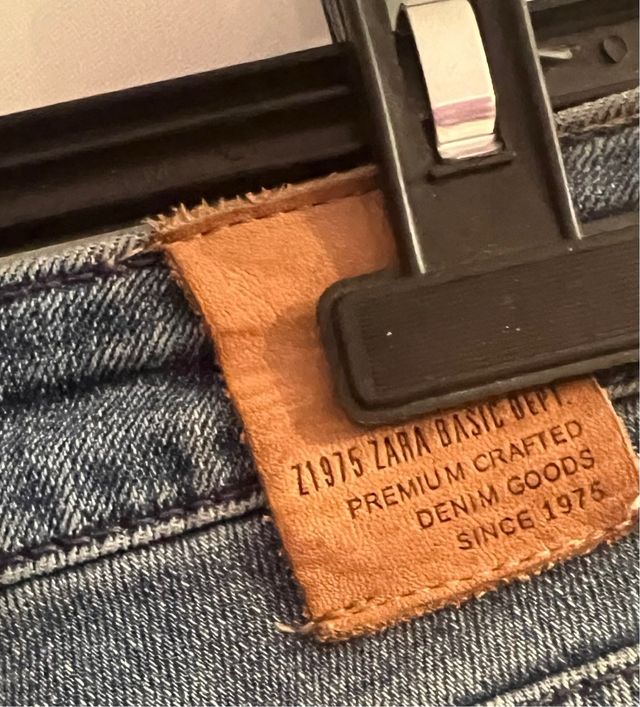 Z1975 ZARA BASIC DEPT.
PREMIUM CRAFTED
DENIM GOODS
SINCE 1975